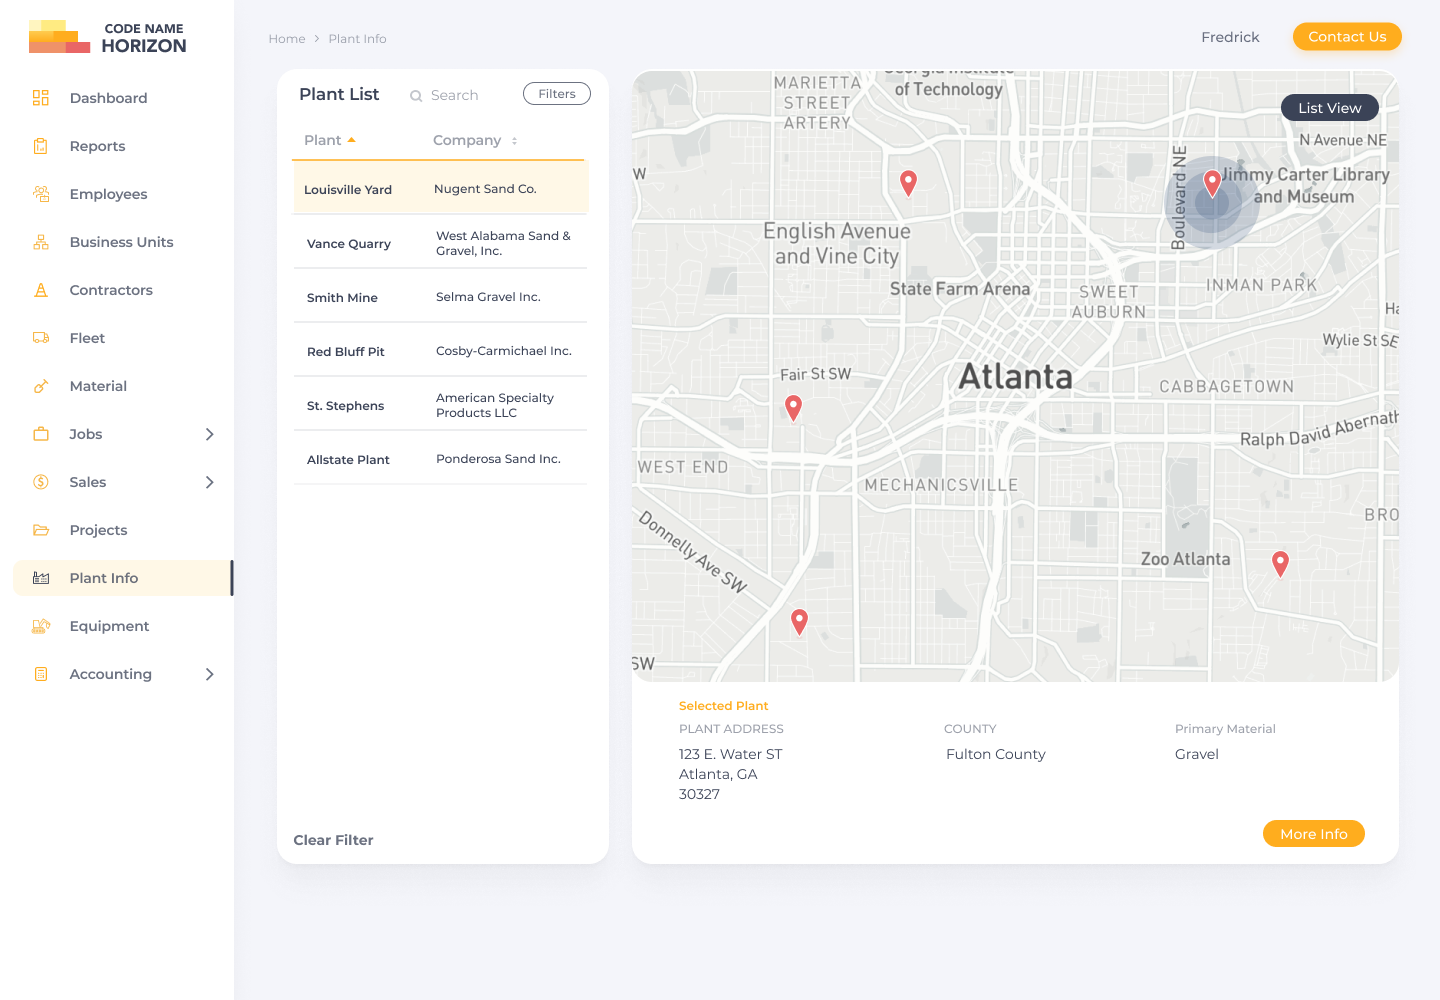 CODE NAME
HORIZON
Dashboard
Reports
Employees
Business Units
Contractors
Fleet
Material
Jobs
Sales
Projects
Plant Info
Equipment
Accounting
Home > Plant Info
Fredrick
Contact Us
Plant List
Search
Filters
Plant
Company
Louisville Yard
Nugent Sand Co.
Vance Quarry
West Alabama Sand &
Gravel, Inc.
Smith Mine
Selma Gravel Inc.
Red Bluff Pit
Cosby-Carmichael Inc.
St. Stephens
American Specialty
Products LLC
Allstate Plant
Ponderosa Sand Inc.
Clear Filter
MARIETTA
STREET
ARTERY
Georgia Institute
of Technology
List View
N Avenue NE
W
Boulevard NE
Jimmy Carter Library
and Museum
English Avenue
and Vine City
State Farm Arena
SWEET
AUBURN
INMAN PARK
Ha
Wylie St SE
Fair St SW
Atlanta
CABBAGETOWN
Ralph David Abernath
WEST END
MECHANICSVILLE
BRO
Donnelly Ave SW
Zoo Atlanta
SW
Selected Plant
PLANT ADDRESS
123 E. Water ST
Atlanta, GA
30327
COUNTY
Fulton County
Primary Material
Gravel
More Info